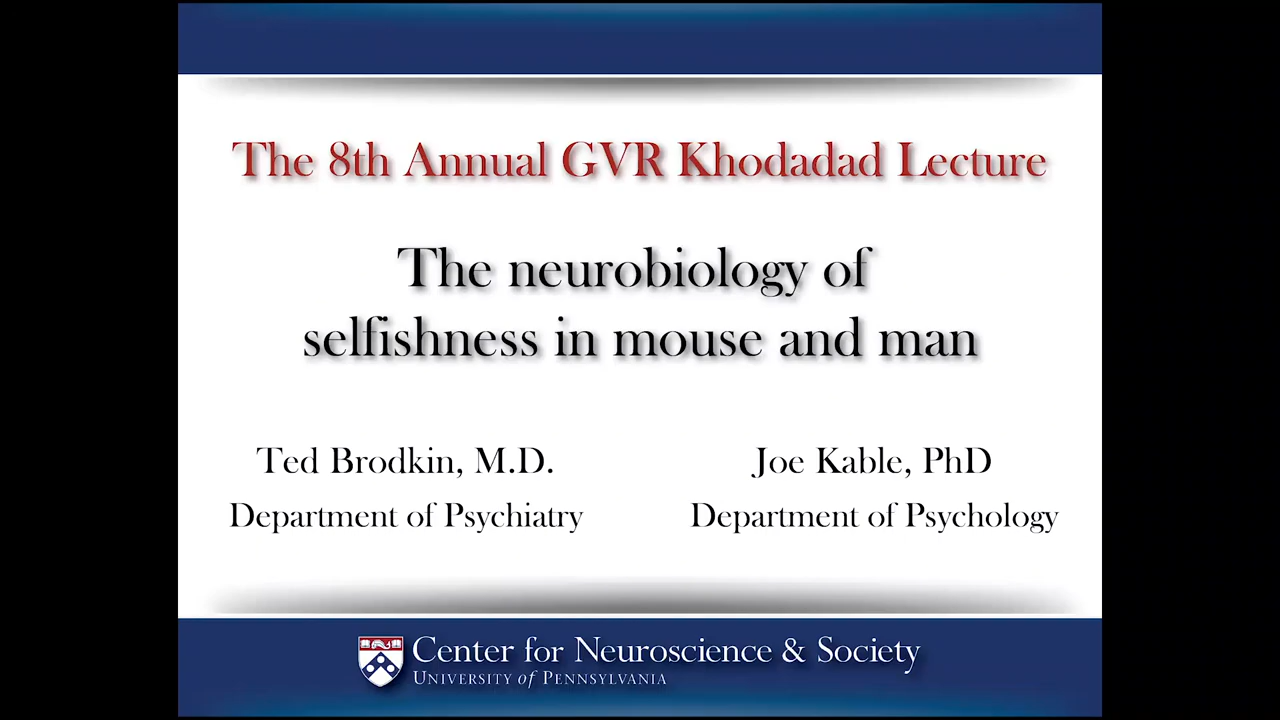 The 8th Annual GVR Khodadad Lecture
The neurobiology of
selfishness in mouse and man
Ted Brodkin, M.D.
Department of Psychiatry
Joe Kable, PhD
Department of Psychology
Center for Neuroscience & Society
UNIVERSITY of PENNSYLVANIA